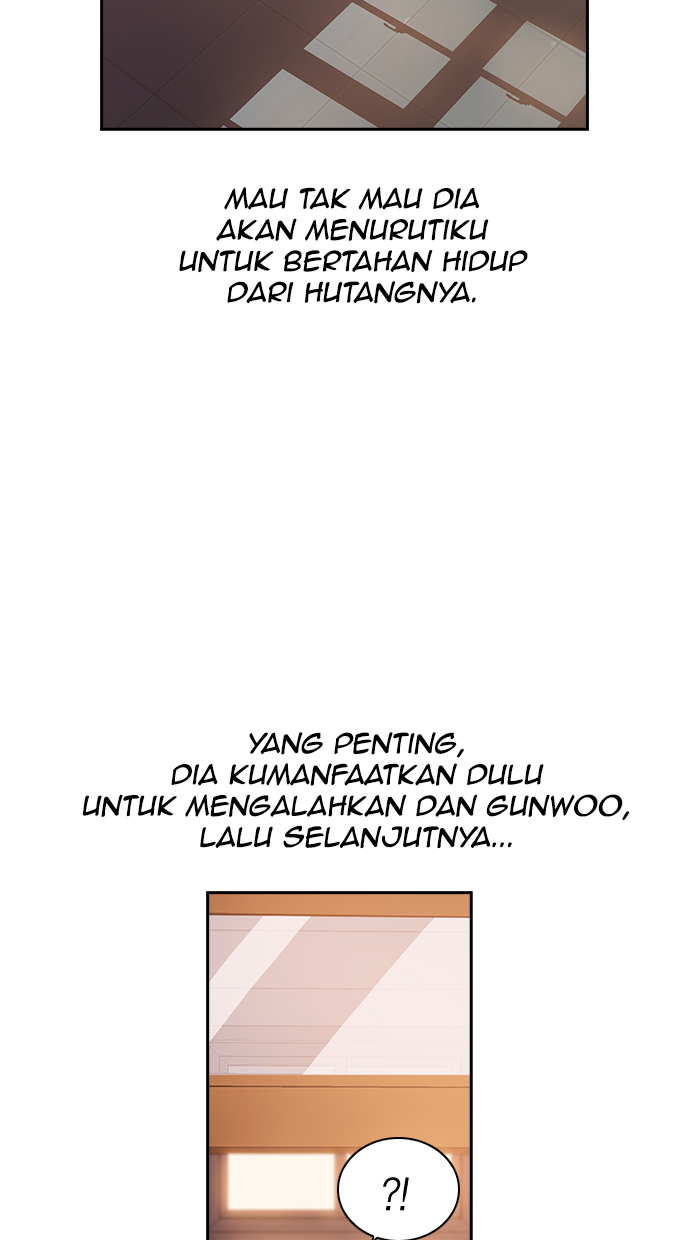 MAU TAK MAU DIA
AKAN MENURUTIKU
UNTUK BERTAHAN HIDUP
DARI HUTANGNYA.
YANG PENTING,
DIA KUMANFAATKAN DULU
UNTUK MENGALAHKAN DAN GUNWOO,
LALU SELANJUTNYA...
?!